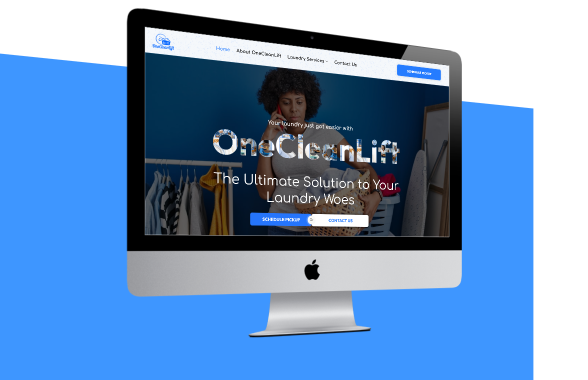 OneCleanLift
Home About OneCleanLift Laundry Services Contact Us
SCHEDULE PICKUP
Your laundry just got easier with
OneCleanLift
The Ultimate Solution to Your
Laundry Woes
SCHEDULE PICKUP CONTACT US